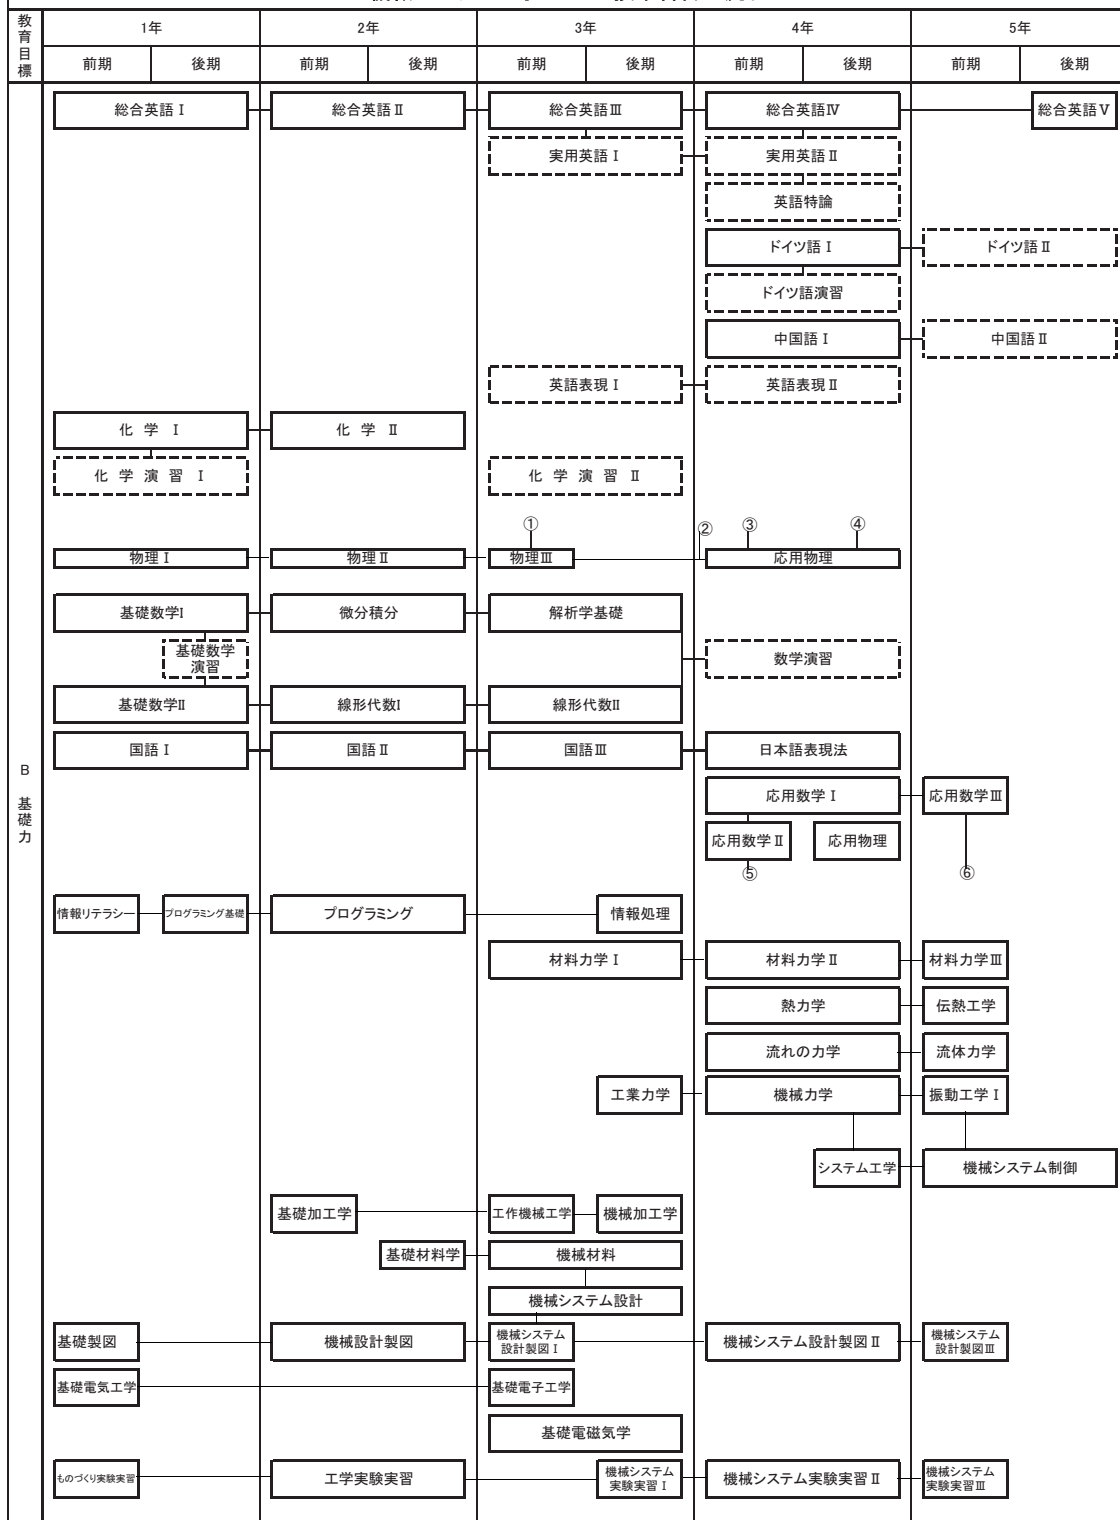 教育目標
1年
2年
3年
4年
5年
前期
後期
前期
後期
前期
後期
前期
後期
前期
後期
総合英語Ⅰ
総合英語Ⅱ
総合英語Ⅲ
総合英語Ⅳ
総合英語Ⅴ
実用英語Ⅰ
実用英語Ⅱ
英語特論
ドイツ語Ⅰ
ドイツ語Ⅱ
ドイツ語演習
中国語Ⅰ
中国語Ⅱ
英語表現Ⅰ
英語表現Ⅱ
化 学 Ⅰ
化 学 Ⅱ
化 学 演 習 Ⅰ
化 学 演 習 Ⅱ
①
②
③
④
物理Ⅰ
物理Ⅱ
物理Ⅲ
応用物理
基礎数学Ⅰ
微分積分
解析学基礎
基礎数学
演習
数学演習
基礎数学Ⅱ
線形代数Ⅰ
線形代数Ⅱ
国語Ⅰ
国語Ⅱ
国語Ⅲ
日本語表現法
B 基礎力
応用数学Ⅰ
応用数学Ⅲ
応用数学Ⅱ
応用物理
⑤
⑥
情報リテラシー
プログラミング基礎
プログラミング
情報処理
材料力学Ⅰ
材料力学Ⅱ
材料力学Ⅲ
熱力学
伝熱工学
流れの力学
流体力学
工業力学
機械力学
振動工学Ⅰ
システム工学
機械システム制御
基礎加工学
工作機械工学
機械加工学
基礎材料学
機械材料
機械システム設計
基礎製図
機械設計製図
機械システム
設計製図Ⅰ
機械システム設計製図Ⅱ
機械システム
設計製図Ⅲ
基礎電気工学
基礎電子工学
基礎電磁気学
ものづくり実験実習
工学実験実習
機械システム
実験実習Ⅰ
機械システム実験実習Ⅱ
機械システム
実験実習Ⅲ